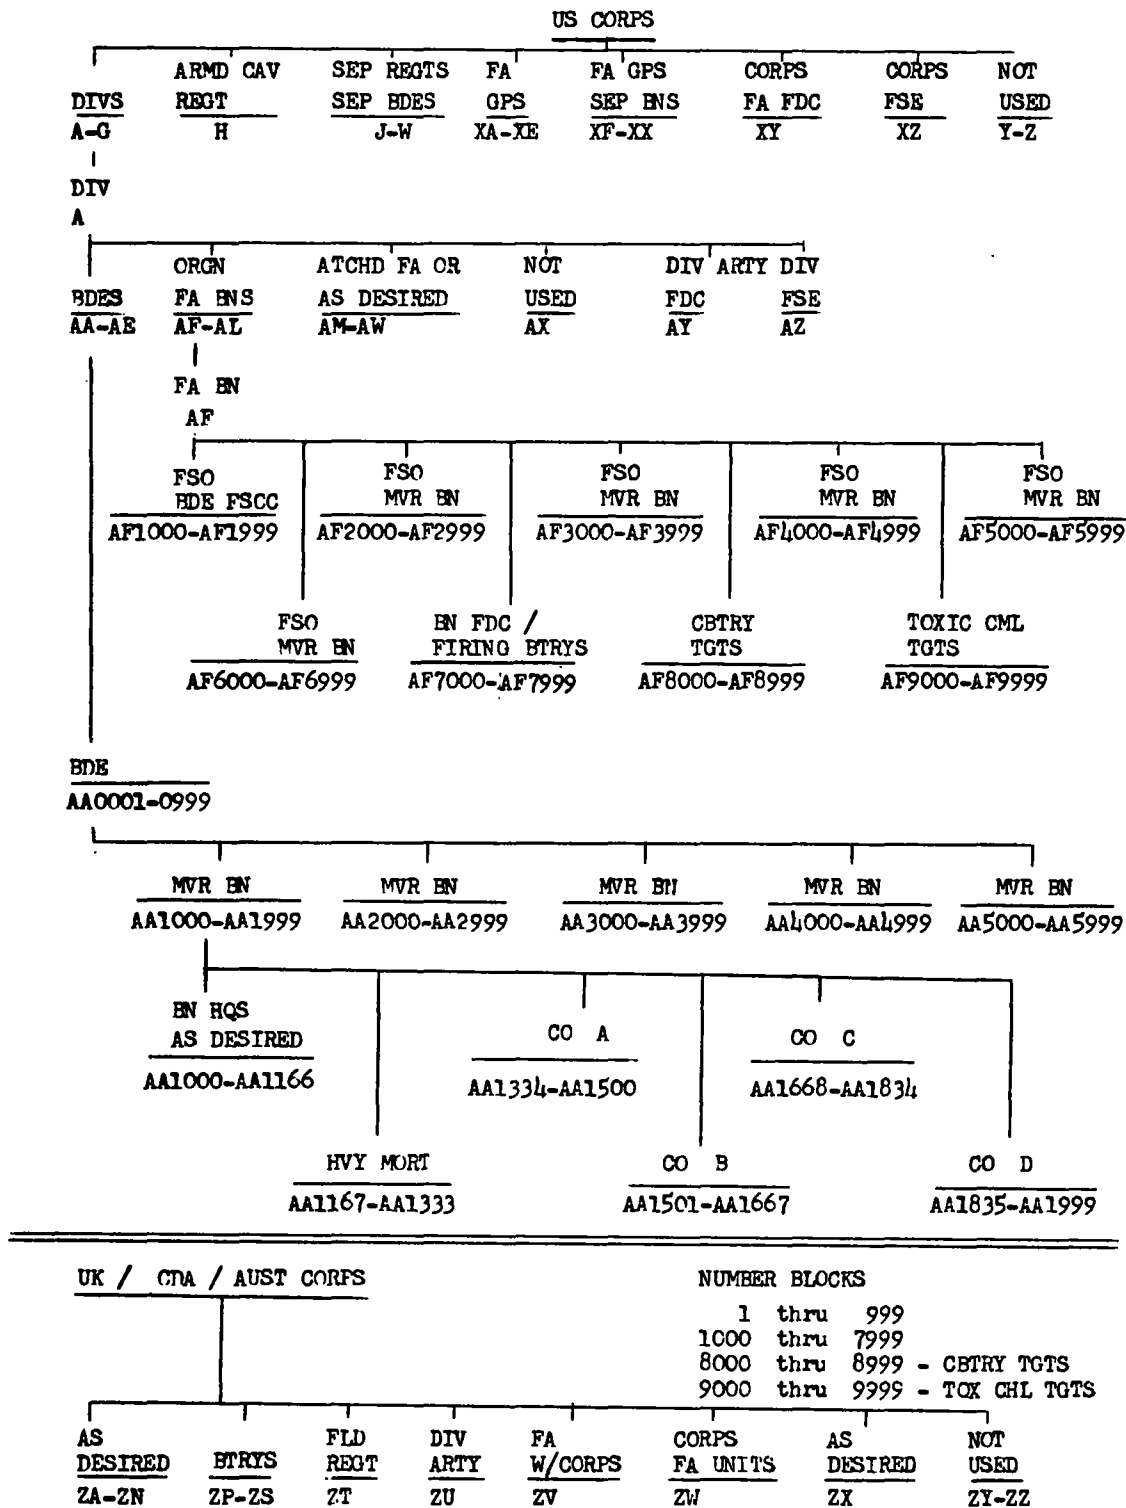 US CORPS
ARMD CAV SEP REGTS FA FA GPS CORPS CORPS NOT
DIVS REGT SEP BDES GPS SEP BNS FA FDC FSE USED
A-G H J-W XA-XE XF-XX XY XZ Y-Z
DIV
A
ORGN ATCHD FA OR NOT DIV ARTY DIV
BDES FA BNS AS DESIRED USED FDC FSE
AA-AE AF-AL AM-AW AX AY AZ
FA BN
AF
FSO FSO FSO FSO FSO
BDE FSCC MVR BN MVR BN MVR BN MVR BN
AF1000-AF1999 AF2000-AF2999 AF3000-AF3999 AF4000-AF4999 AF5000-AF5999
FSO BN FDC / CBTRY TOXIC CML
MVR BN FIRING BTRYS TGTS TGTS
AF6000-AF6999 AF7000-AF7999 AF8000-AF8999 AF9000-AF9999
BDE
AA0001-0999
MVR BN MVR BN MVR BN MVR BN MVR BN
AA1000-AA1999 AA2000-AA2999 AA3000-AA3999 AA4000-AA4999 AA5000-AA5999
BN HQS
AS DESIRED CO A CO C
AA1000-AA1166 AA1334-AA1500 AA1668-AA1834
HVY MORT CO B CO D
AA1167-AA1333 AA1501-AA1667 AA1835-AA1999
UK / CDA / AUST CORPS NUMBER BLOCKS
1 thru 999
1000 thru 7999
8000 thru 8999 - CBTRY TGTS
9000 thru 9999 - TOX CHL TGTS
AS FLD DIV FA CORPS AS NOT
DESIRED BTRYS REGT ARTY W/CORPS FA UNITS DESIRED USED
ZA-ZN ZP-ZS ZT ZU ZV ZW ZX ZY-ZZ